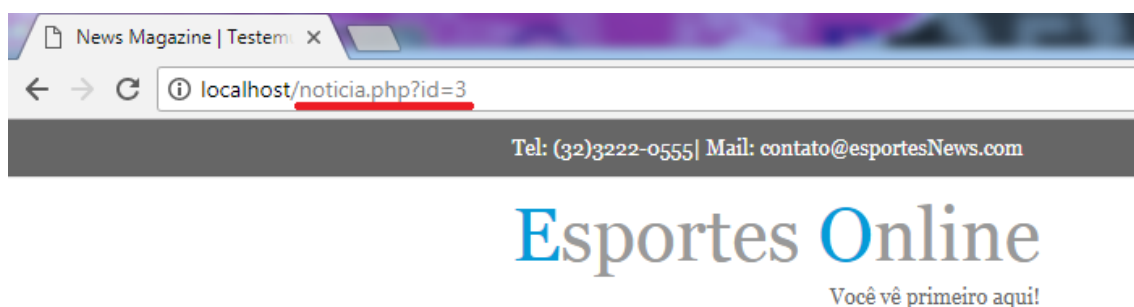 News Magazine | Testem
localhost/noticia.php?id=3
Tel: (32)3222-0555| Mail: contato@esportesNews.com
Esportes Online
Você vê primeiro aqui!